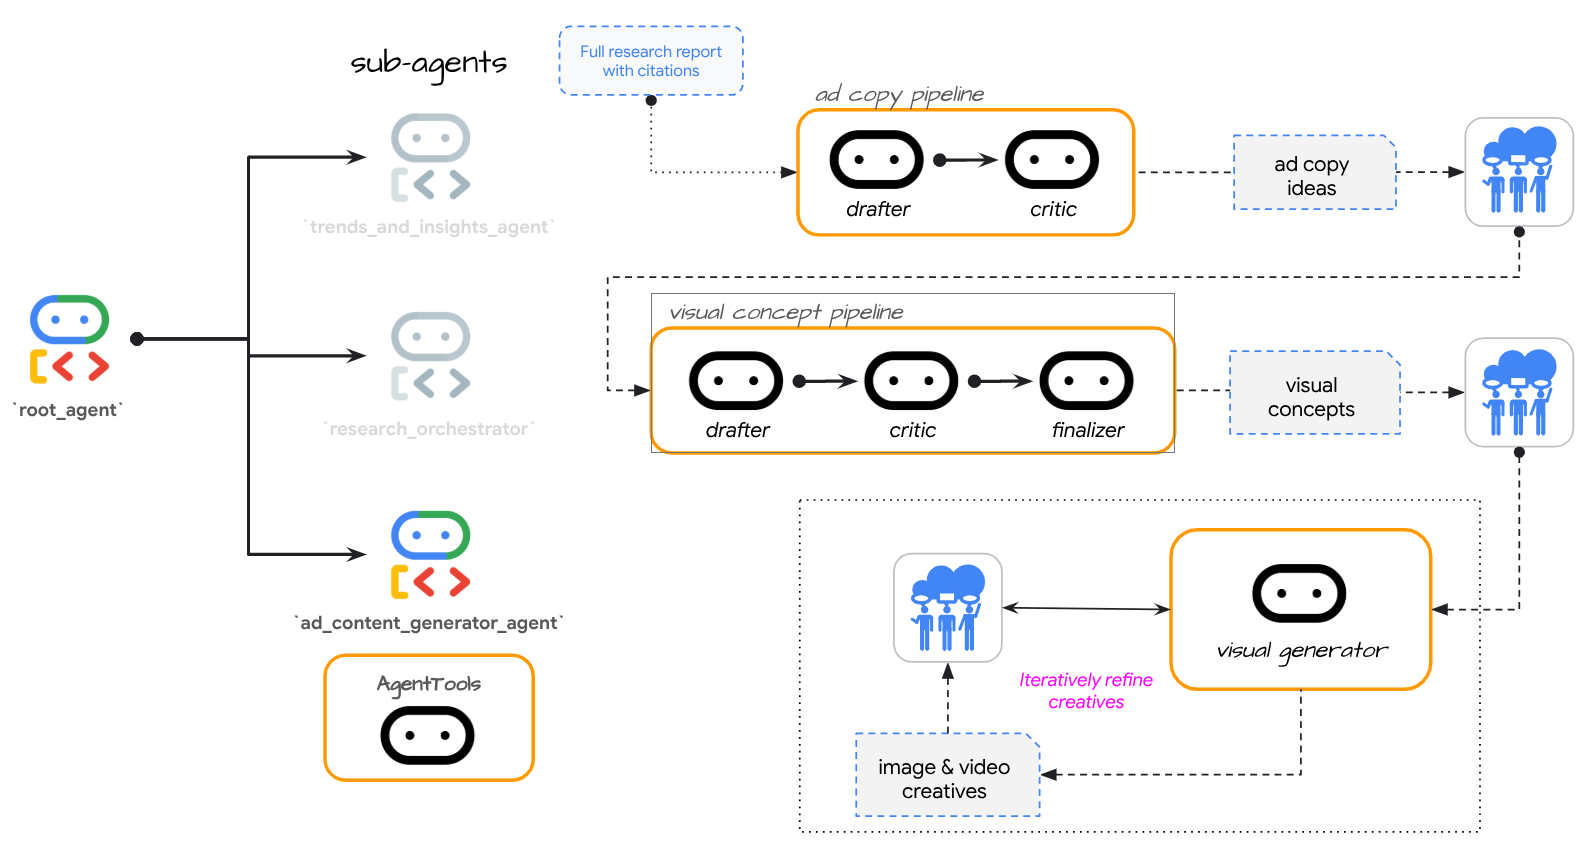 sub-agents
`trends_and_insights_agent`
`root_agent`
`research_orchestrator`
`ad_content_generator_agent`
AgentTools
Full research report
with citations
ad copy pipeline
drafter
critic
ad copy
ideas
visual concept pipeline
drafter
critic
finalizer
visual
concepts
visual generator
Iteratively refine
creatives
image & video
creatives